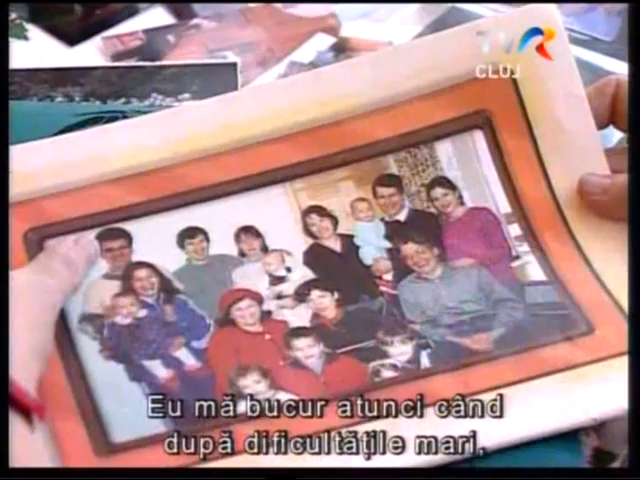 TVR
CLUJ
Eu mă bucur atunci când
după dificultățile mari,